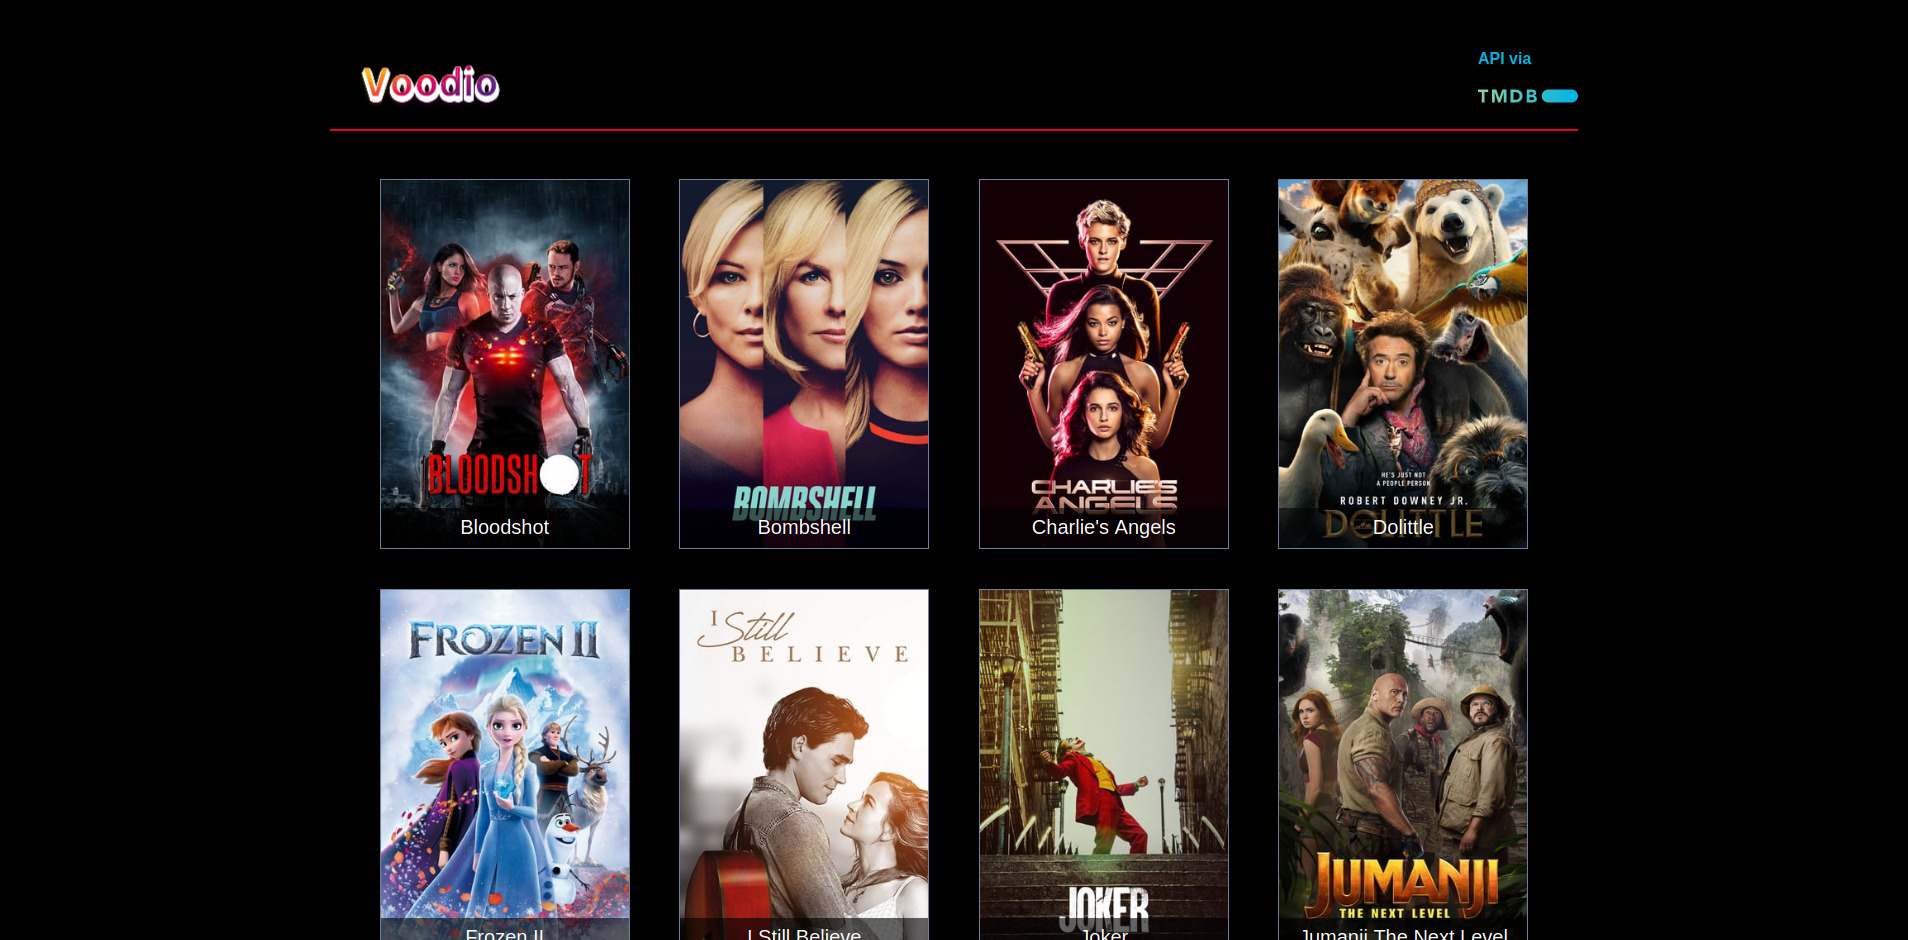 API via
Voodio
TMDB
BLOODSHOT
Bloodshot
BOMBSHELL
Bombshell
CHARLIE'S
ANGELS
Charlie's Angels
HE'S JUST NOT
A PEOPLE PERSON
ROBERT DOWNEY JR.
DOLITTLE
Dolittle
FROZEN II
Frozen II
I Still
BELIEVE
I Still Believe
JOKER
Joker
JUMANJI
THE NEXT LEVEL
Jumanji The Next Level